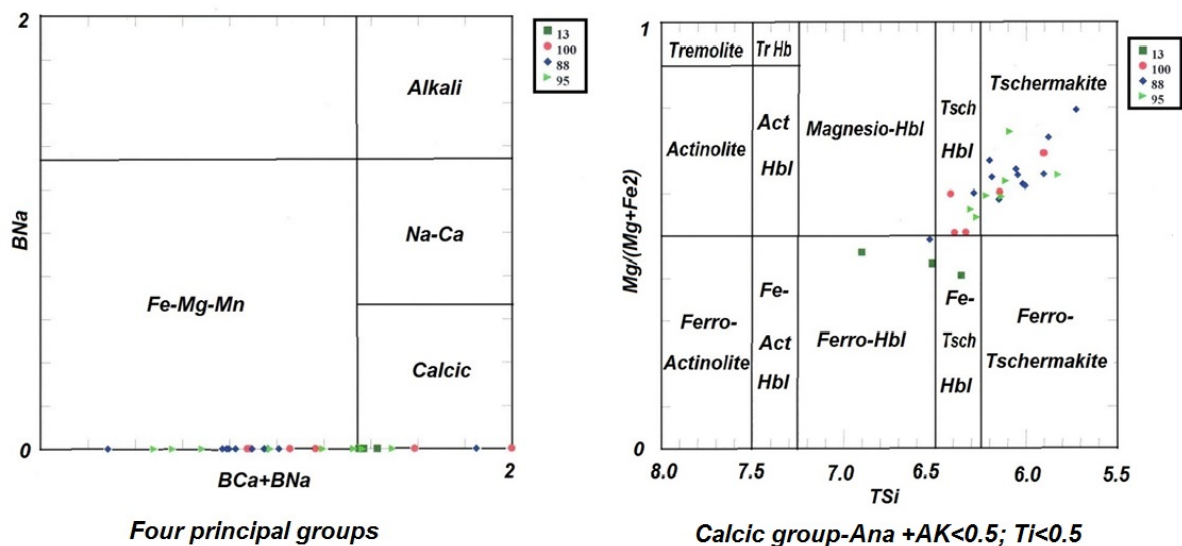 2
13
100
88
95
Alkali
BNa
Na-Ca
Fe-Mg-Mn
Calcic
0
BCa+BNa
2
Four principal groups
1
13
100
88
95
Tremolite
Tr Hb
Tschermakite
Tsch
Hbl
Act
Hbl
Magnesio-Hbl
Actinolite
Mg/(Mg+Fe2)
Fe-
Act
Hbl
Fe-
Tsch
Hbl
Ferro-
Actinolite
Ferro-Hbl
Ferro-
Tschermakite
0
8.0
7.5
7.0
6.5
6.0
5.5
TSi
Calcic group-Ana +AK<0.5; Ti<0.5